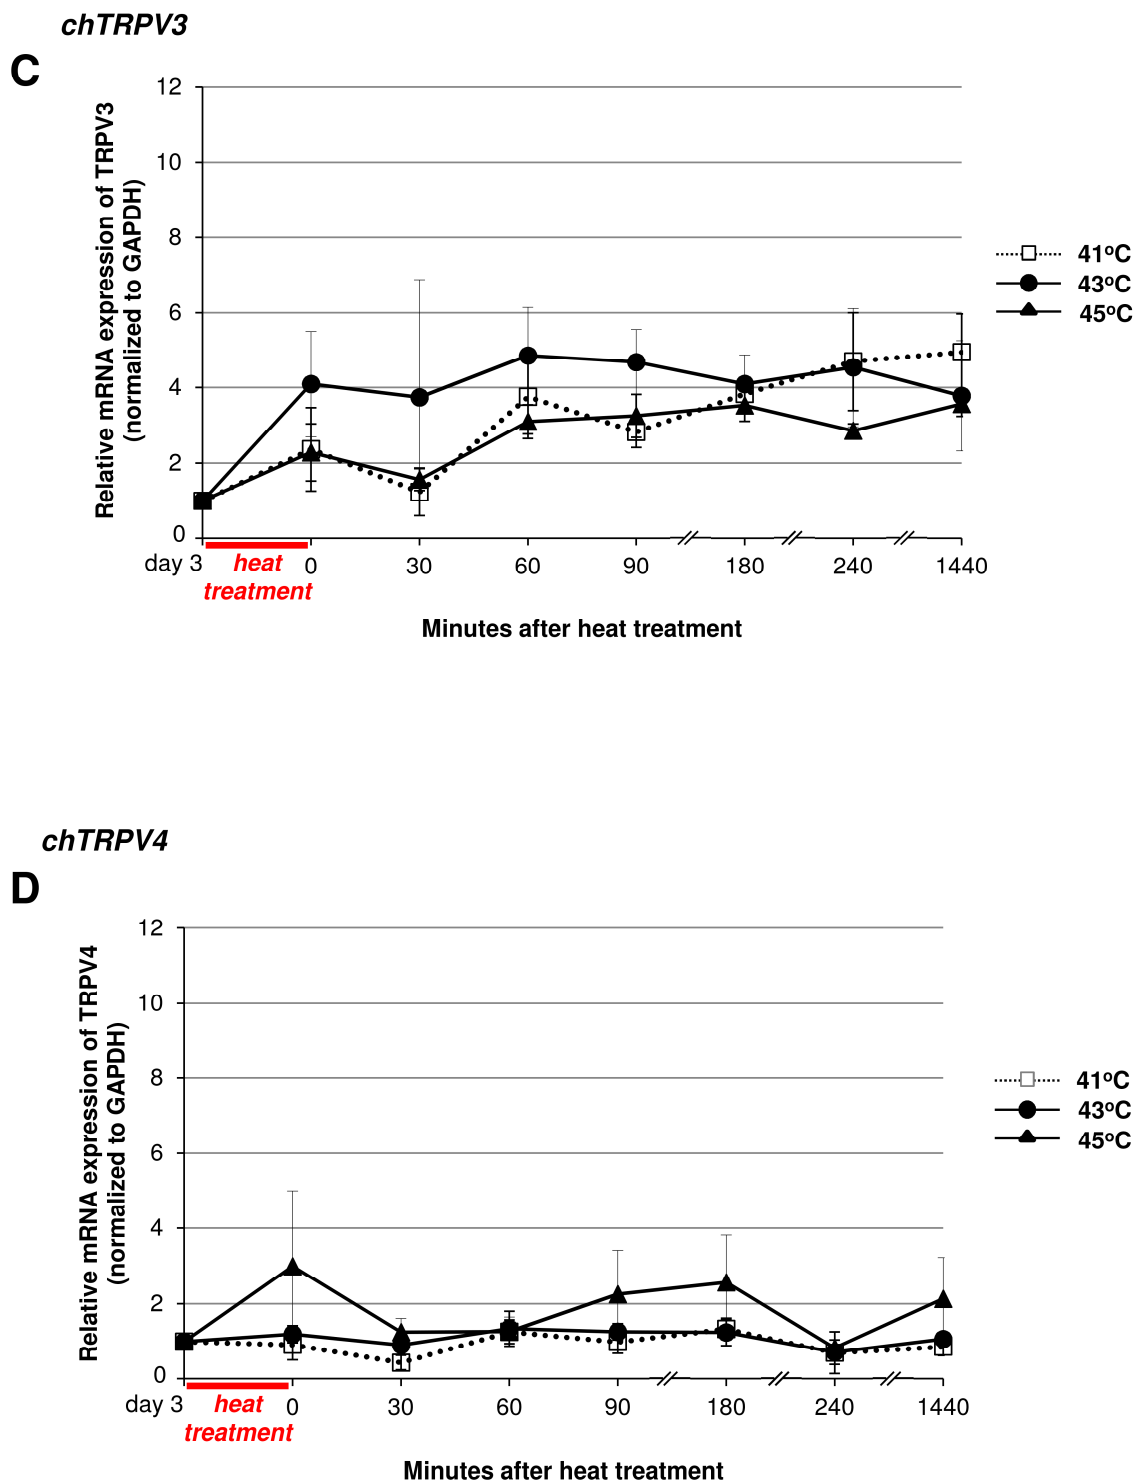 chTRPV3
C
Relative mRNA expression of TRPV3
(normalized to GAPDH)
12
10
8
6
4
2
0
day 3
heat
treatment
0
30
60
90
180
240
1440
Minutes after heat treatment
41ºC
43ºC
45ºC
chTRPV4
D
Relative mRNA expression of TRPV4
(normalized to GAPDH)
12
10
8
6
4
2
0
day 3
heat
treatment
0
30
60
90
180
240
1440
Minutes after heat treatment
41ºC
43ºC
45ºC